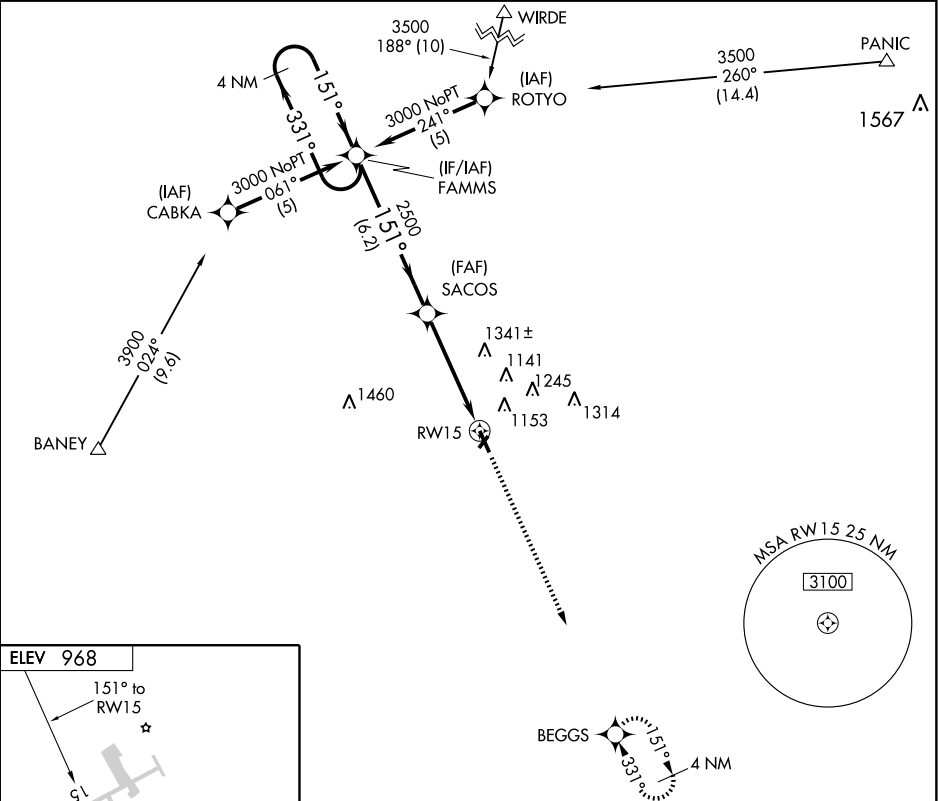 WIRDE
3500
188° (10)
PANIC
3500
260°
(14.4)
1567
(IAF)
ROTYO
4 NM
151°
331°
3000 NoPT
241°
(5)
(IF/IAF)
FAMMS
3000 NoPT
061°
(5)
(IAF)
CABKA
2500
151°
(6.2)
(FAF)
SACOS
3900
024°
(9.6)
BANEY
1341±
1141
1245
1460
1153
1314
RW15
MSA RW15 25 NM
3100
ELEV 968
151° to
RW15
15
BEGGS
151°
331°
4 NM